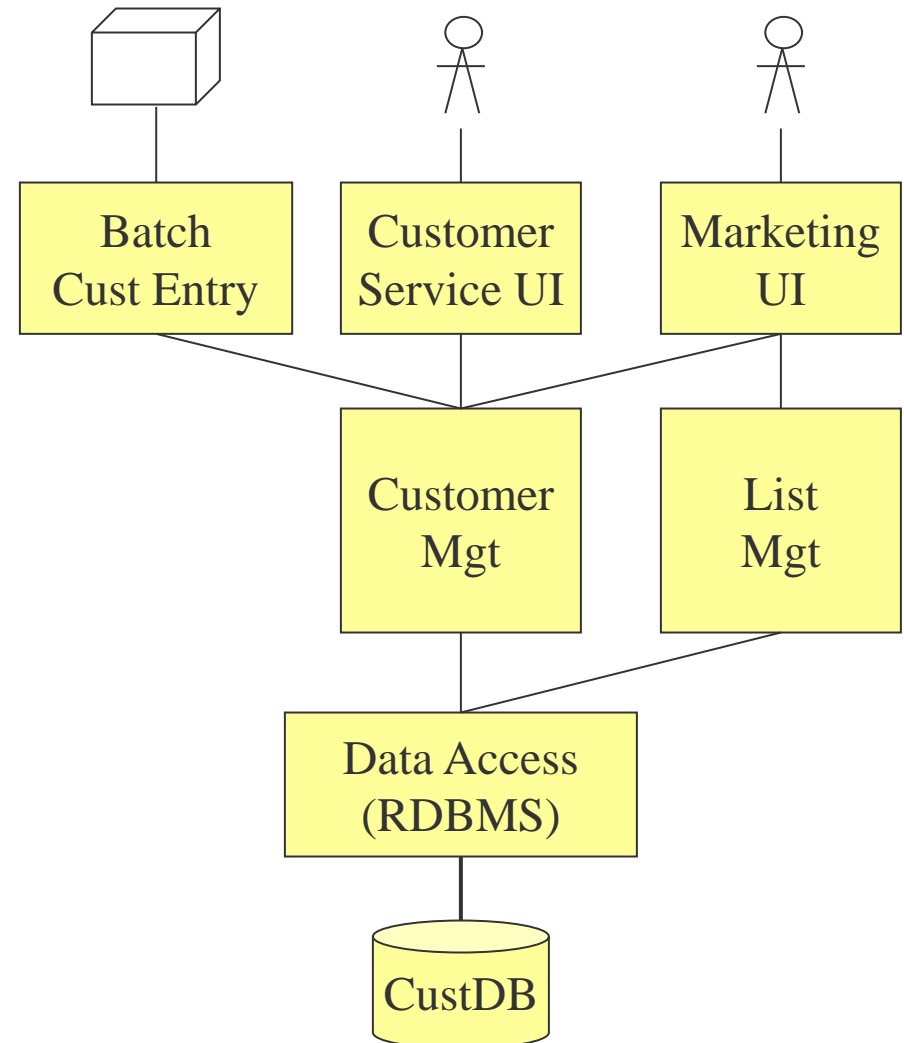 Batch
Cust Entry
Customer
Service UI
Marketing
UI
Customer
Mgt
List
Mgt
Data Access
(RDBMS)
CustDB